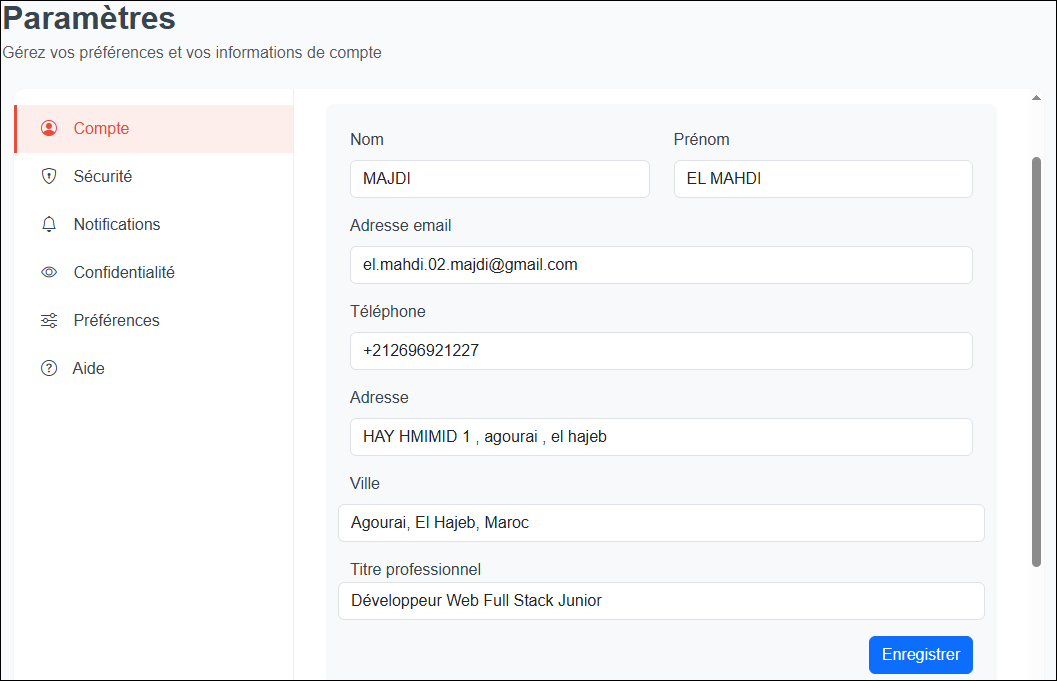 Paramètres
Gérez vos préférences et vos informations de compte
Compte
Sécurité
Notifications
Confidentialité
Préférences
Aide
Nom
Prénom
MAJDI
EL MAHDI
Adresse email
el.mahdi.02.majdi@gmail.com
Téléphone
+212696921227
Adresse
HAY HMIMID 1 , agourai , el hajeb
Ville
Agourai, El Hajeb, Maroc
Titre professionnel
Développeur Web Full Stack Junior
Enregistrer